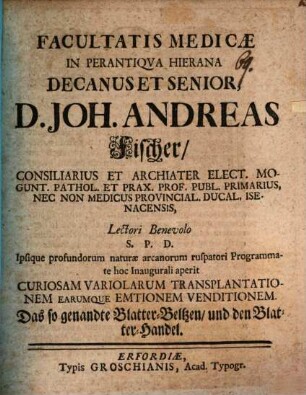 FACULTATIS MEDICÆ
IN PERANTIQVA HIERANA
DECANUS ET SENIOR,
D. JOH. ANDREAS
Fischer/
CONSILIARIUS ET ARCHIATER ELECT. MO-
GUNT. PATHOL. ET PRAX. PROF. PUBL. PRIMARIUS,
NEC NON MEDICUS PROVINCIAL. DUCAL. ISE-
NACENSIS,
Lectori Benevolo
S. P. D.
Ipsique profundorum naturæ arcanorum ruspatori Programma-
te hoc Inaugurali aperit
CURIOSAM VARIOLARUM TRANSPLANTATIO-
NEM EARUMQUE EMTIONEM VENDITIONEM.
Das so genandte Blatter-Beltzen/ und den Blat-
ter-Handel.
ERFORDIÆ,
Typis GROSCHIANIS, Acad. Typogr.